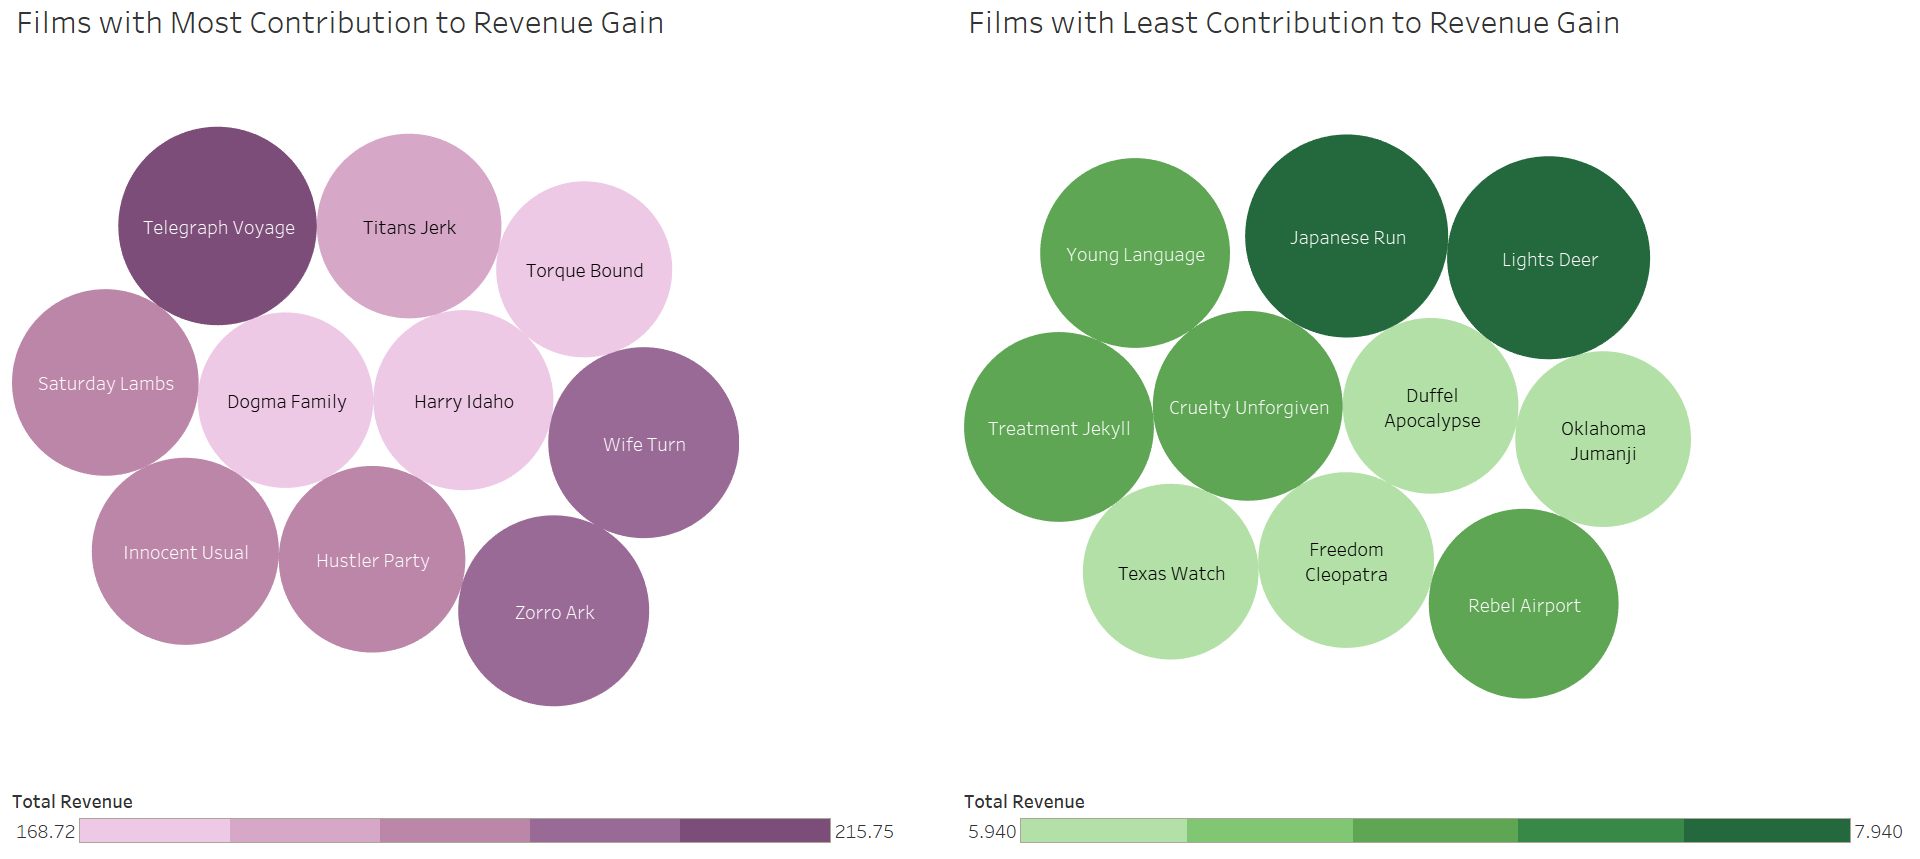 Films with Most Contribution to Revenue Gain
Telegraph Voyage
Titans Jerk
Torque Bound
Saturday Lambs
Dogma Family
Harry Idaho
Wife Turn
Innocent Usual
Hustler Party
Zorro Ark
Total Revenue
168.72
215.75
Films with Least Contribution to Revenue Gain
Young Language
Japanese Run
Lights Deer
Treatment Jekyll
Cruelty Unforgiven
Duffel
Apocalypse
Oklahoma
Jumanji
Texas Watch
Freedom
Cleopatra
Rebel Airport
Total Revenue
5.940
7.940